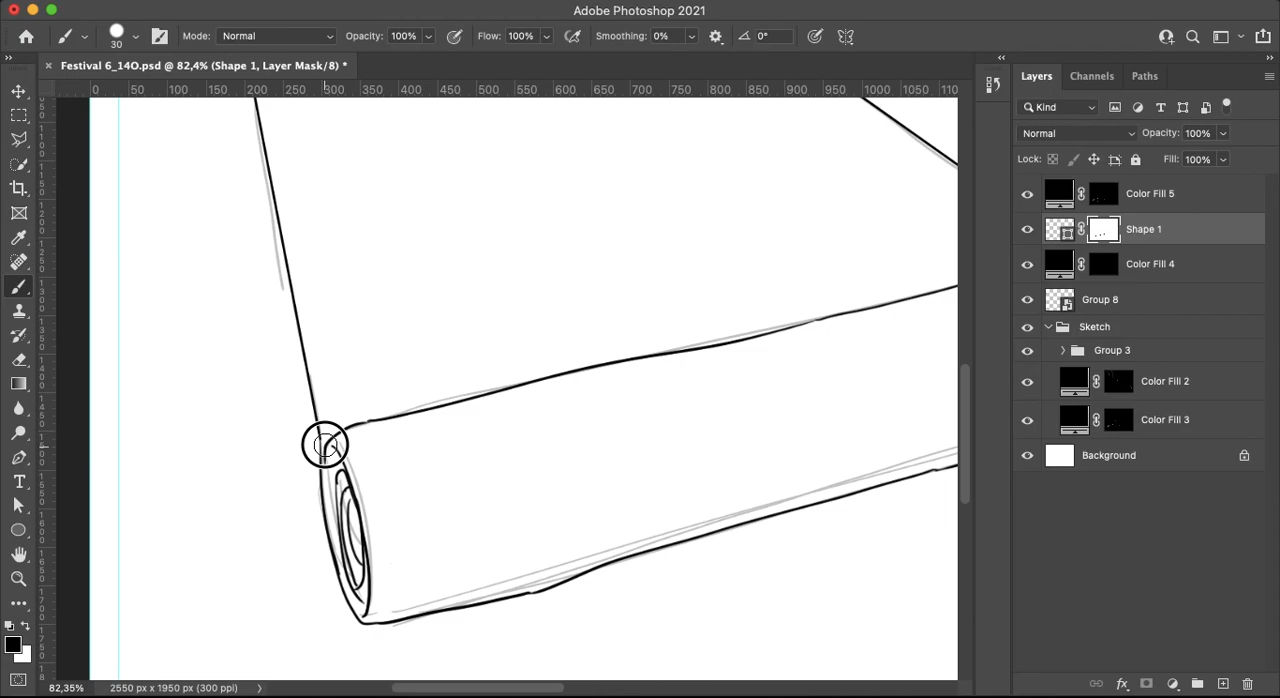 Adobe Photoshop 2021
30 Mode: Normal Opacity: 100% Flow: 100% Smoothing: 0% 0°
Festival 6_14O.psd @ 82,4% (Shape 1, Layer Mask/8) *
0 50 100 150 200 250 300 350 400 450 500 550 600 650 700 750 800 850 900 950 1000 1050 110
Layers Channels Paths
Kind
Normal Opacity: 100%
Lock: Fill: 100%
Color Fill 5
Shape 1
Color Fill 4
Group 8
Sketch
Group 3
Color Fill 2
Color Fill 3
Background
82,35% 2550 px x 1950 px (300 ppi)